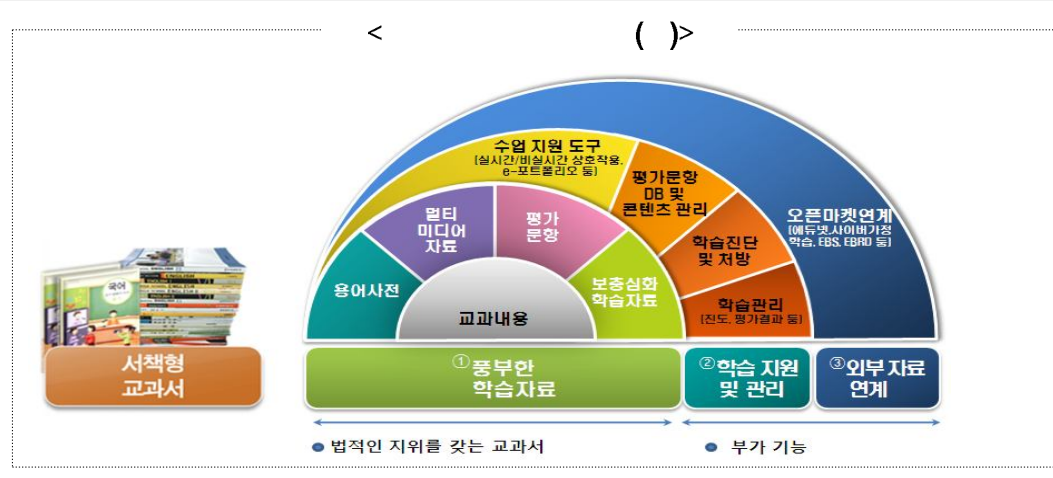 < ( )>
수업 지원 도구
(실시간/비실시간 상호작용,
e-포트폴리오 등)
평가문항
DB 및
콘텐츠 관리
오픈마켓연계
(에듀넷,사이버가정
학습, EBS, EBRD 등)
멀티
미디어
자료
평가
문항
학습진단
및 처방
용어사전
보충심화
학습자료
학습관리
(진도, 평가결과 등)
교과내용
국어
ENGLISH
ENGLISH
서책형
교과서
①풍부한
학습자료
②학습 지원
및 관리
③외부 자료
연계
법적인 지위를 갖는 교과서
부가 기능